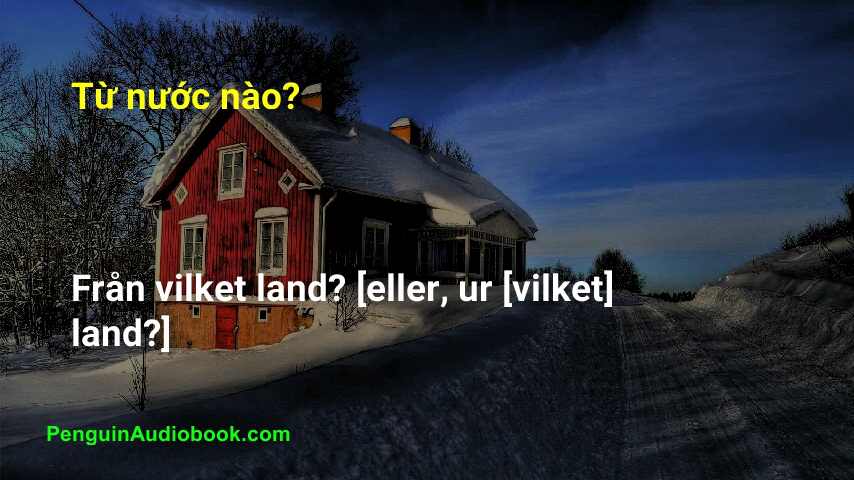 Từ nước nào?
Från vilket land? [eller, ur [vilket]
land?]
PenguinAudiobook.com